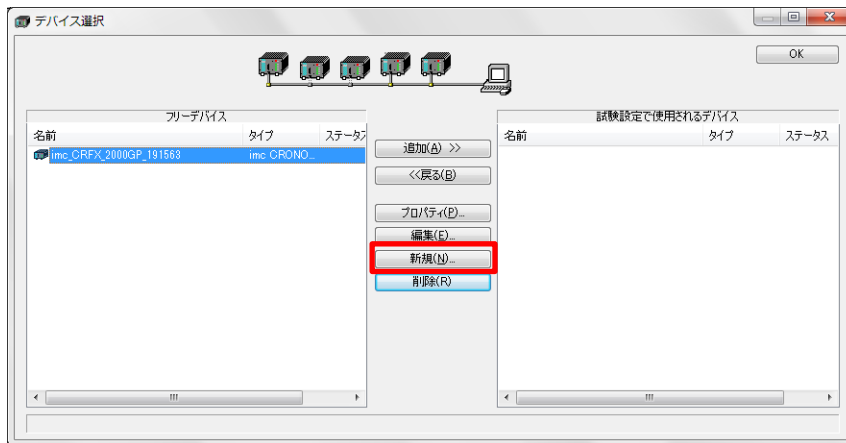 デバイス選択
OK
フリーデバイス
名前 タイプ ステータス
imc_CRFX_2000GP_191563 imc CRONO...
追加(A) >>
<<戻る(B)
プロパティ(P)...
編集(E)...
新規(N)...
削除(R)
試験設定で使用されるデバイス
名前 タイプ ステータス